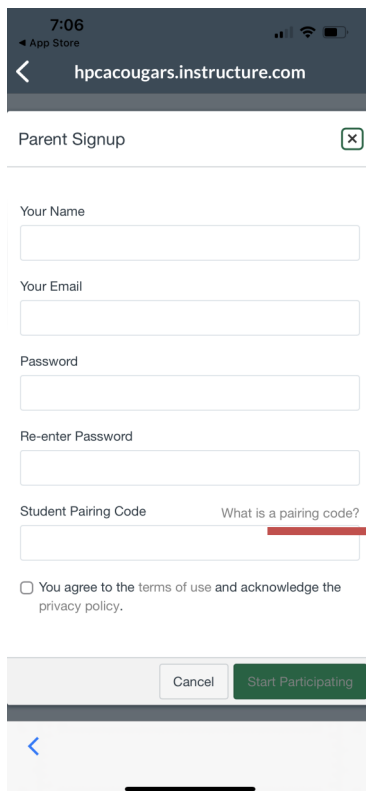 7:06
◄ App Store
hpcacougars.instructure.com
Parent Signup
Your Name
Your Email
Password
Re-enter Password
Student Pairing Code What is a pairing code?
You agree to the terms of use and acknowledge the
privacy policy.
Cancel Start Participating